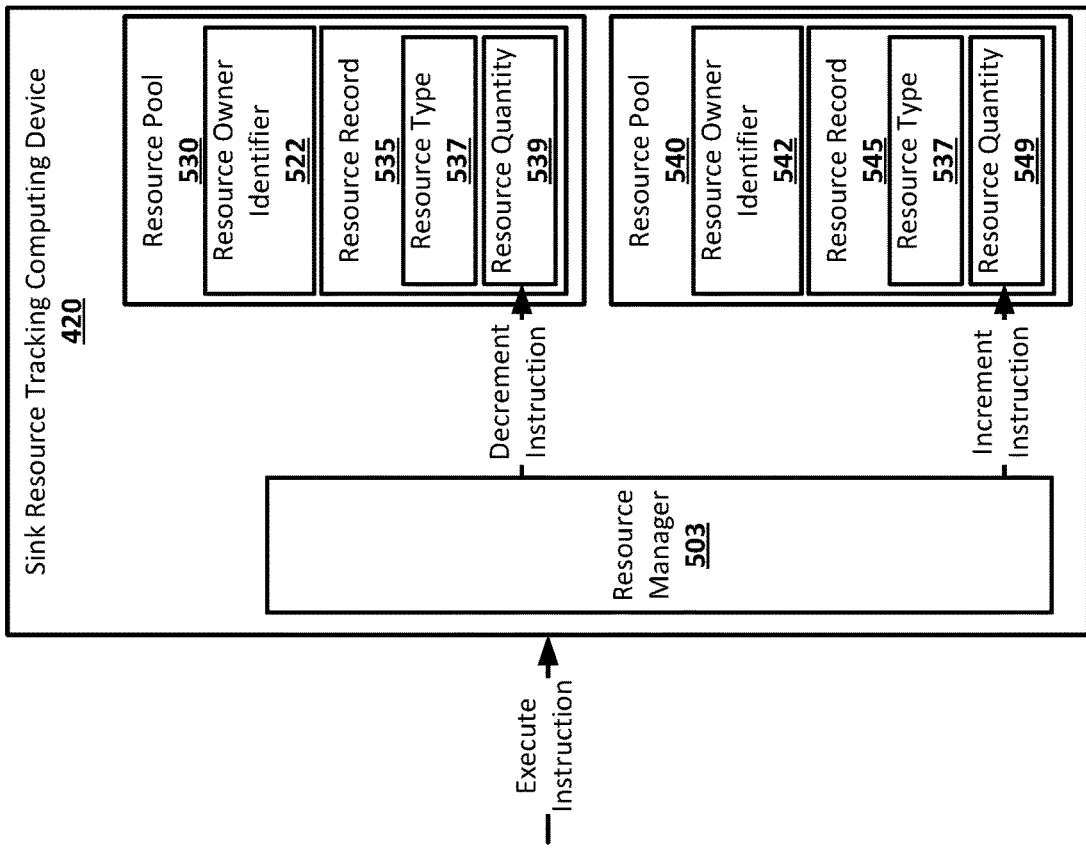 Sink Resource Tracking Computing Device
420
Execute
Instruction
Resource
Manager
503
Decrement
Instruction
Increment
Instruction
Resource Pool
530
Resource Owner
Identifier
522
Resource Record
535
Resource Type
537
Resource Quantity
539
Resource Pool
540
Resource Owner
Identifier
542
Resource Record
545
Resource Type
537
Resource Quantity
549